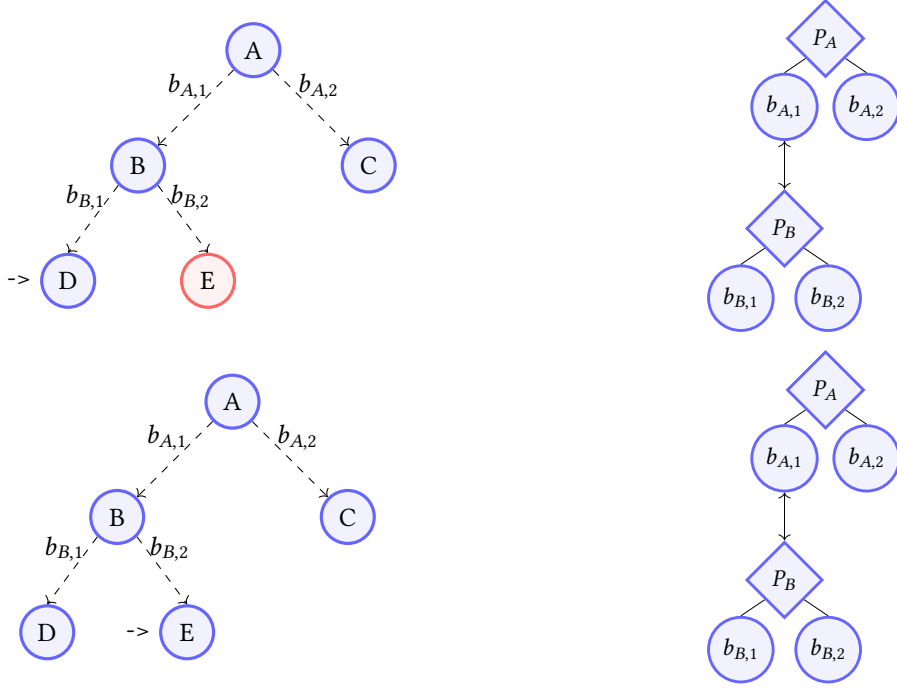 A
P_A
b_{A,1} b_{A,2}
b_{A,1} b_{A,2}
B C
b_{B,1} b_{B,2}
P_B
-> D E
b_{B,1} b_{B,2}
P_A
A
b_{A,1} b_{A,2}
b_{A,1} b_{A,2}
B C
b_{B,1} b_{B,2}
P_B
D -> E
b_{B,1} b_{B,2}